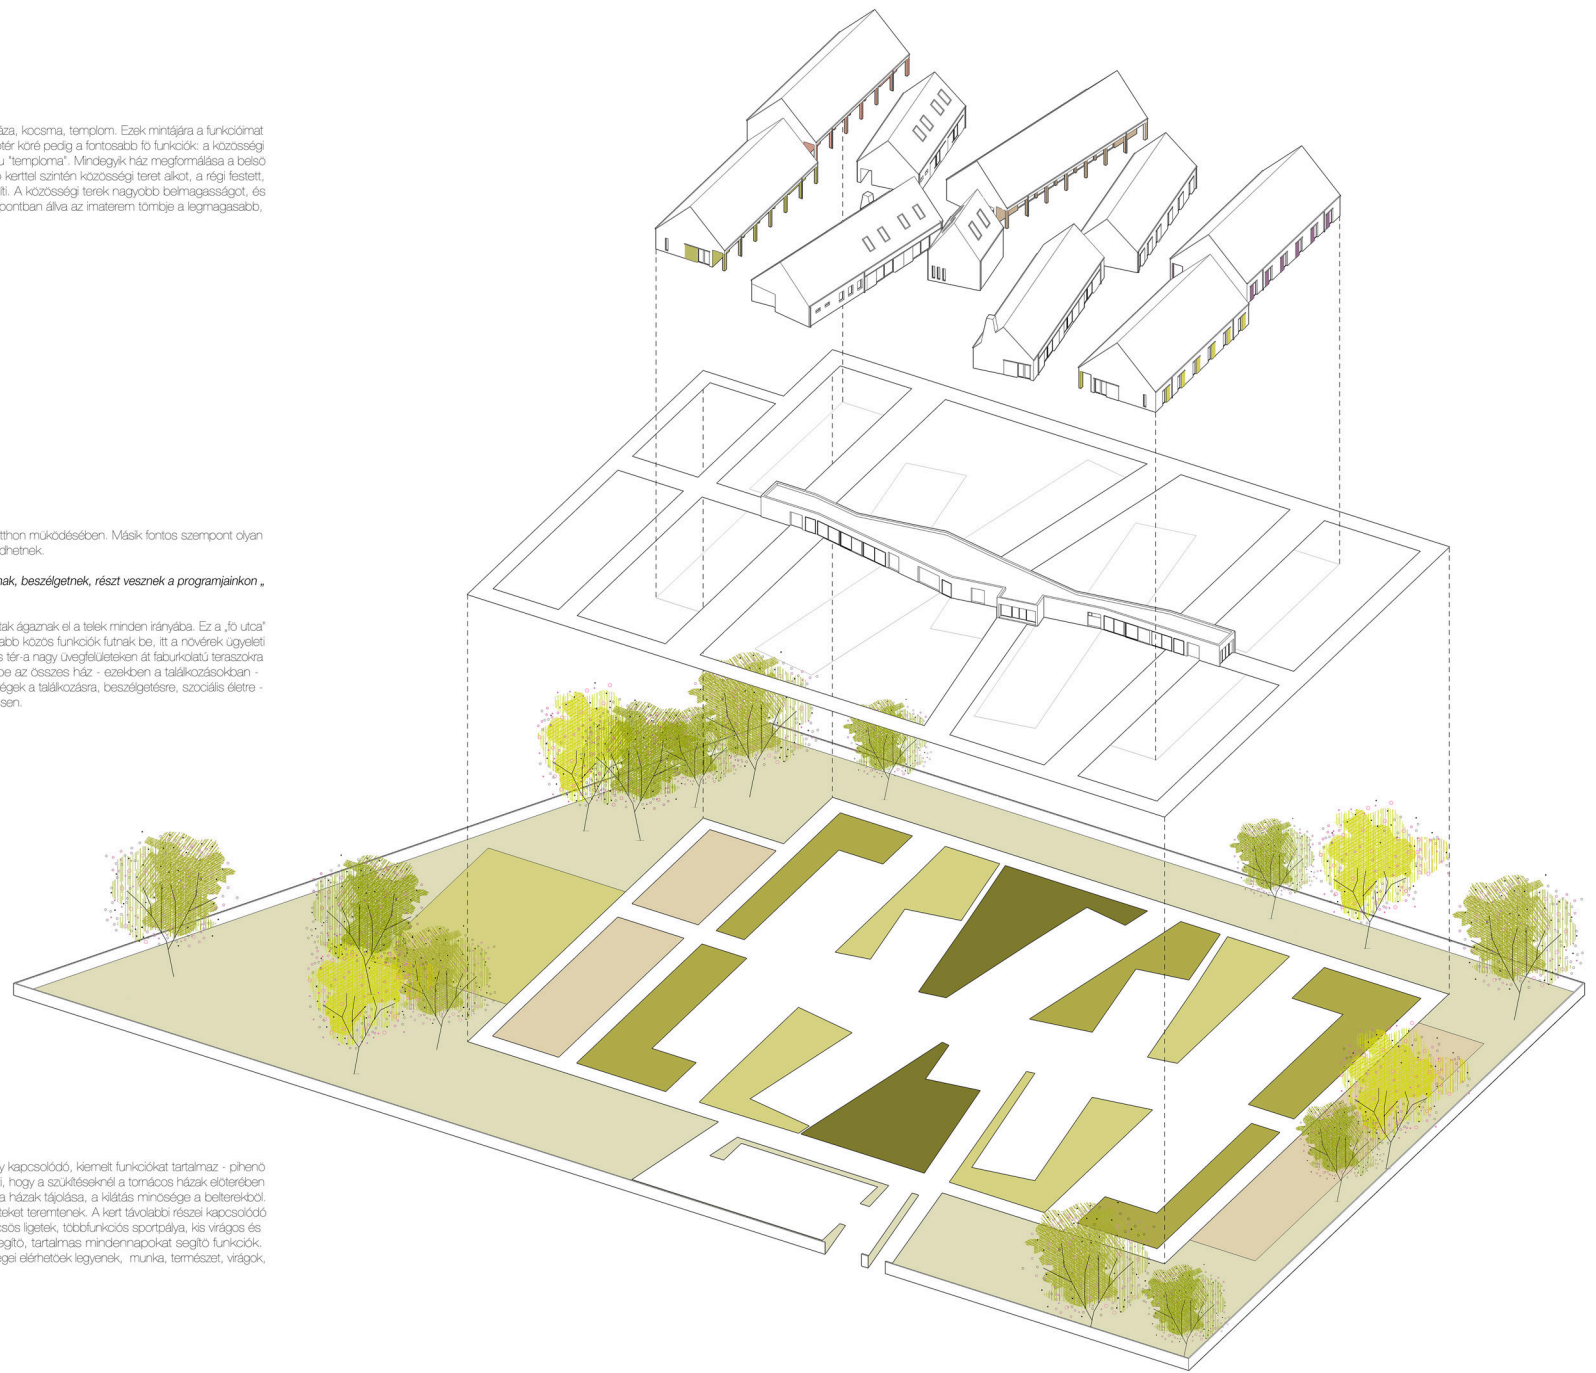 áza, kocsma, templom. Ezek mintájára a funkcióimat
tér köré pedig a fontosabb fő funkciók: a közösségi
u "temploma". Mindegyik ház megformálása a belső
kerttel szintén közösségi teret alkot, a régi festett,
lti. A közösségi terek nagyobb belmagasságot, és
pontban állva az imaterem tömbje a legmagasabb,
tthon működésében. Másik fontos szempont olyan
dhetnek.
nak, beszélgetnek, részt vesznek a programjainkon „
tak ágaznak el a telek minden irányába. Ez a „fő utca"
abb közös funkciók futnak be, itt a nővérek ügyeleti
s tér-a nagy üvegfelületeken át faburkolatú teraszokra
be az összes ház - ezekben a találkozásokban -
ségek a találkozásra, beszélgetésre, szociális életre -
sen.
y kapcsolódó, kiemelt funkciókat tartalmaz - pihenő
i, hogy a szűkítéseknél a tornácos házak előterében
a házak tájolása, a kilátás minősége a belterekből.
teket teremtenek. A kert távolabbi részei kapcsolódó
csös ligetek, többfunkciós sportpálya, kis virágos és
egítő, tartalmas mindennapokat segítő funkciók.
égei elérhetőek legyenek, munka, természet, virágok,